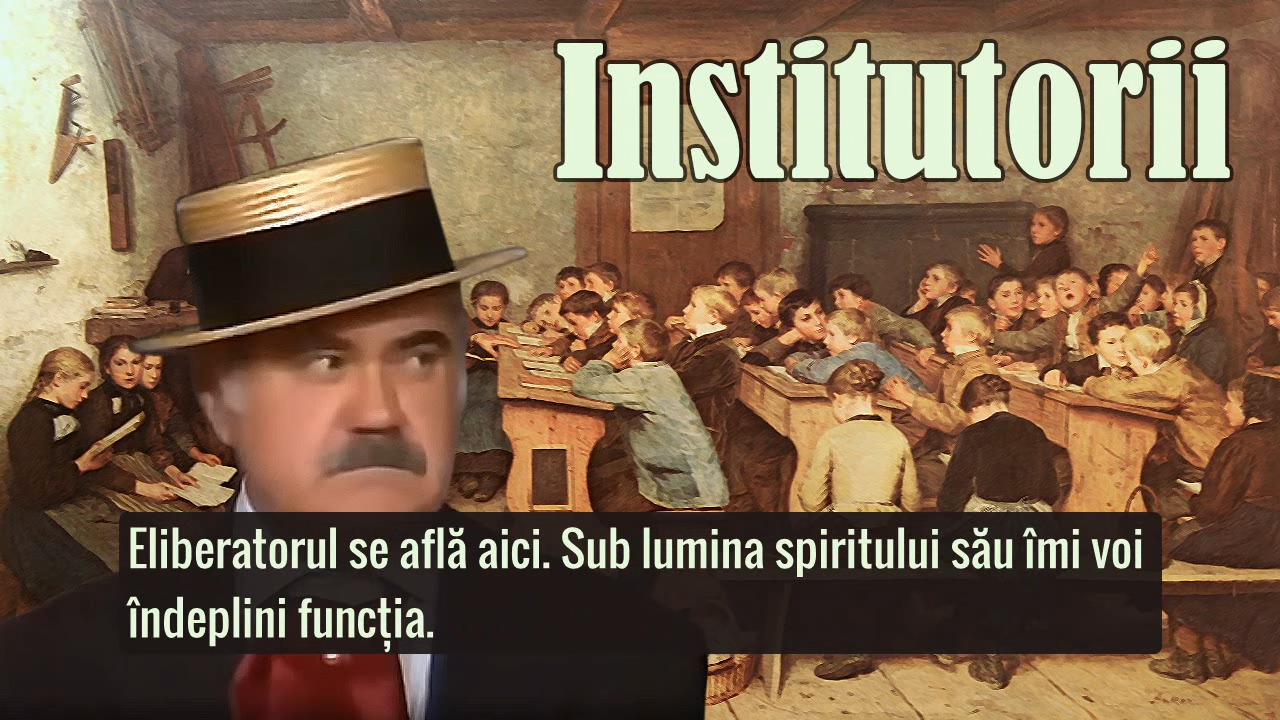 Institutorii
Eliberatorul se află aici. Sub lumina spiritului său îmi voi
îndeplini funcția.